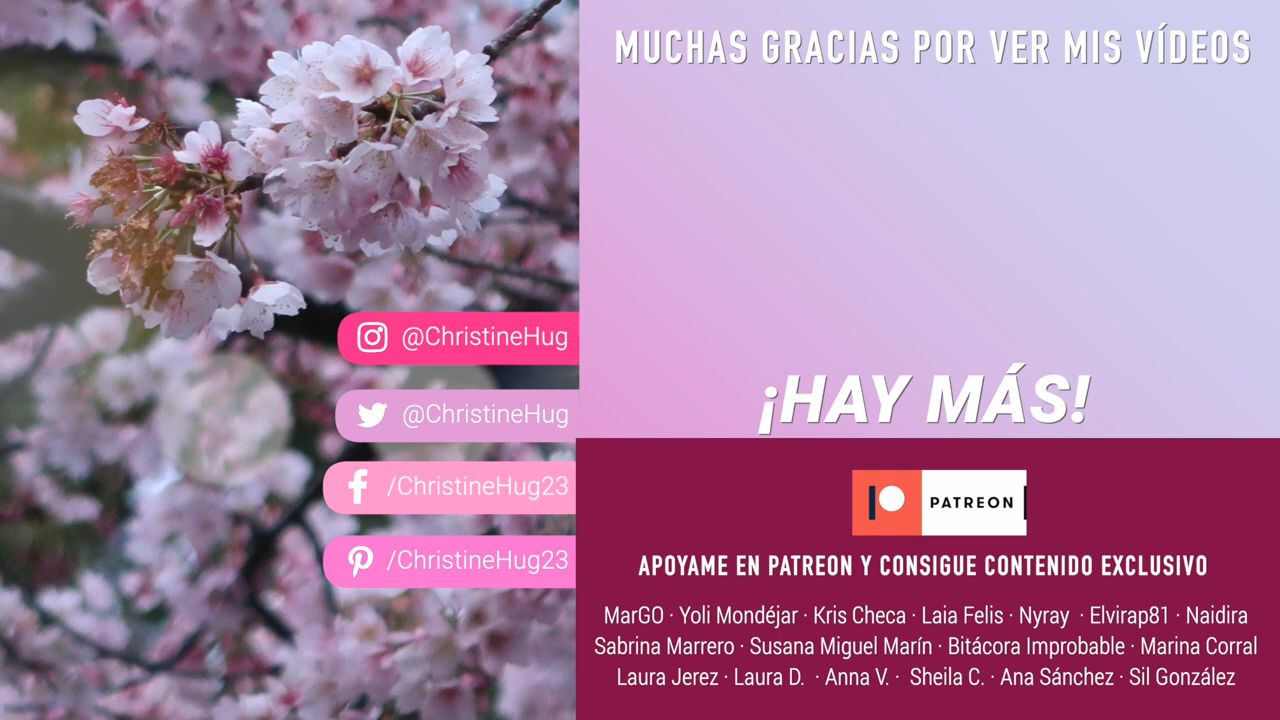 MUCHAS GRACIAS POR VER MIS VÍDEOS
@ChristineHug
@ChristineHug
/ChristineHug23
/ChristineHug23
¡HAY MÁS!
PATREON
APOYAME EN PATREON Y CONSIGUE CONTENIDO EXCLUSIVO
MarGO · Yoli Mondéjar · Kris Checa · Laia Felis · Nyray · Elvirap81 · Naidira
Sabrina Marrero · Susana Miguel Marín · Bitácora Improbable · Marina Corral
Laura Jerez · Laura D. · Anna V. · Sheila C. · Ana Sánchez · Sil González